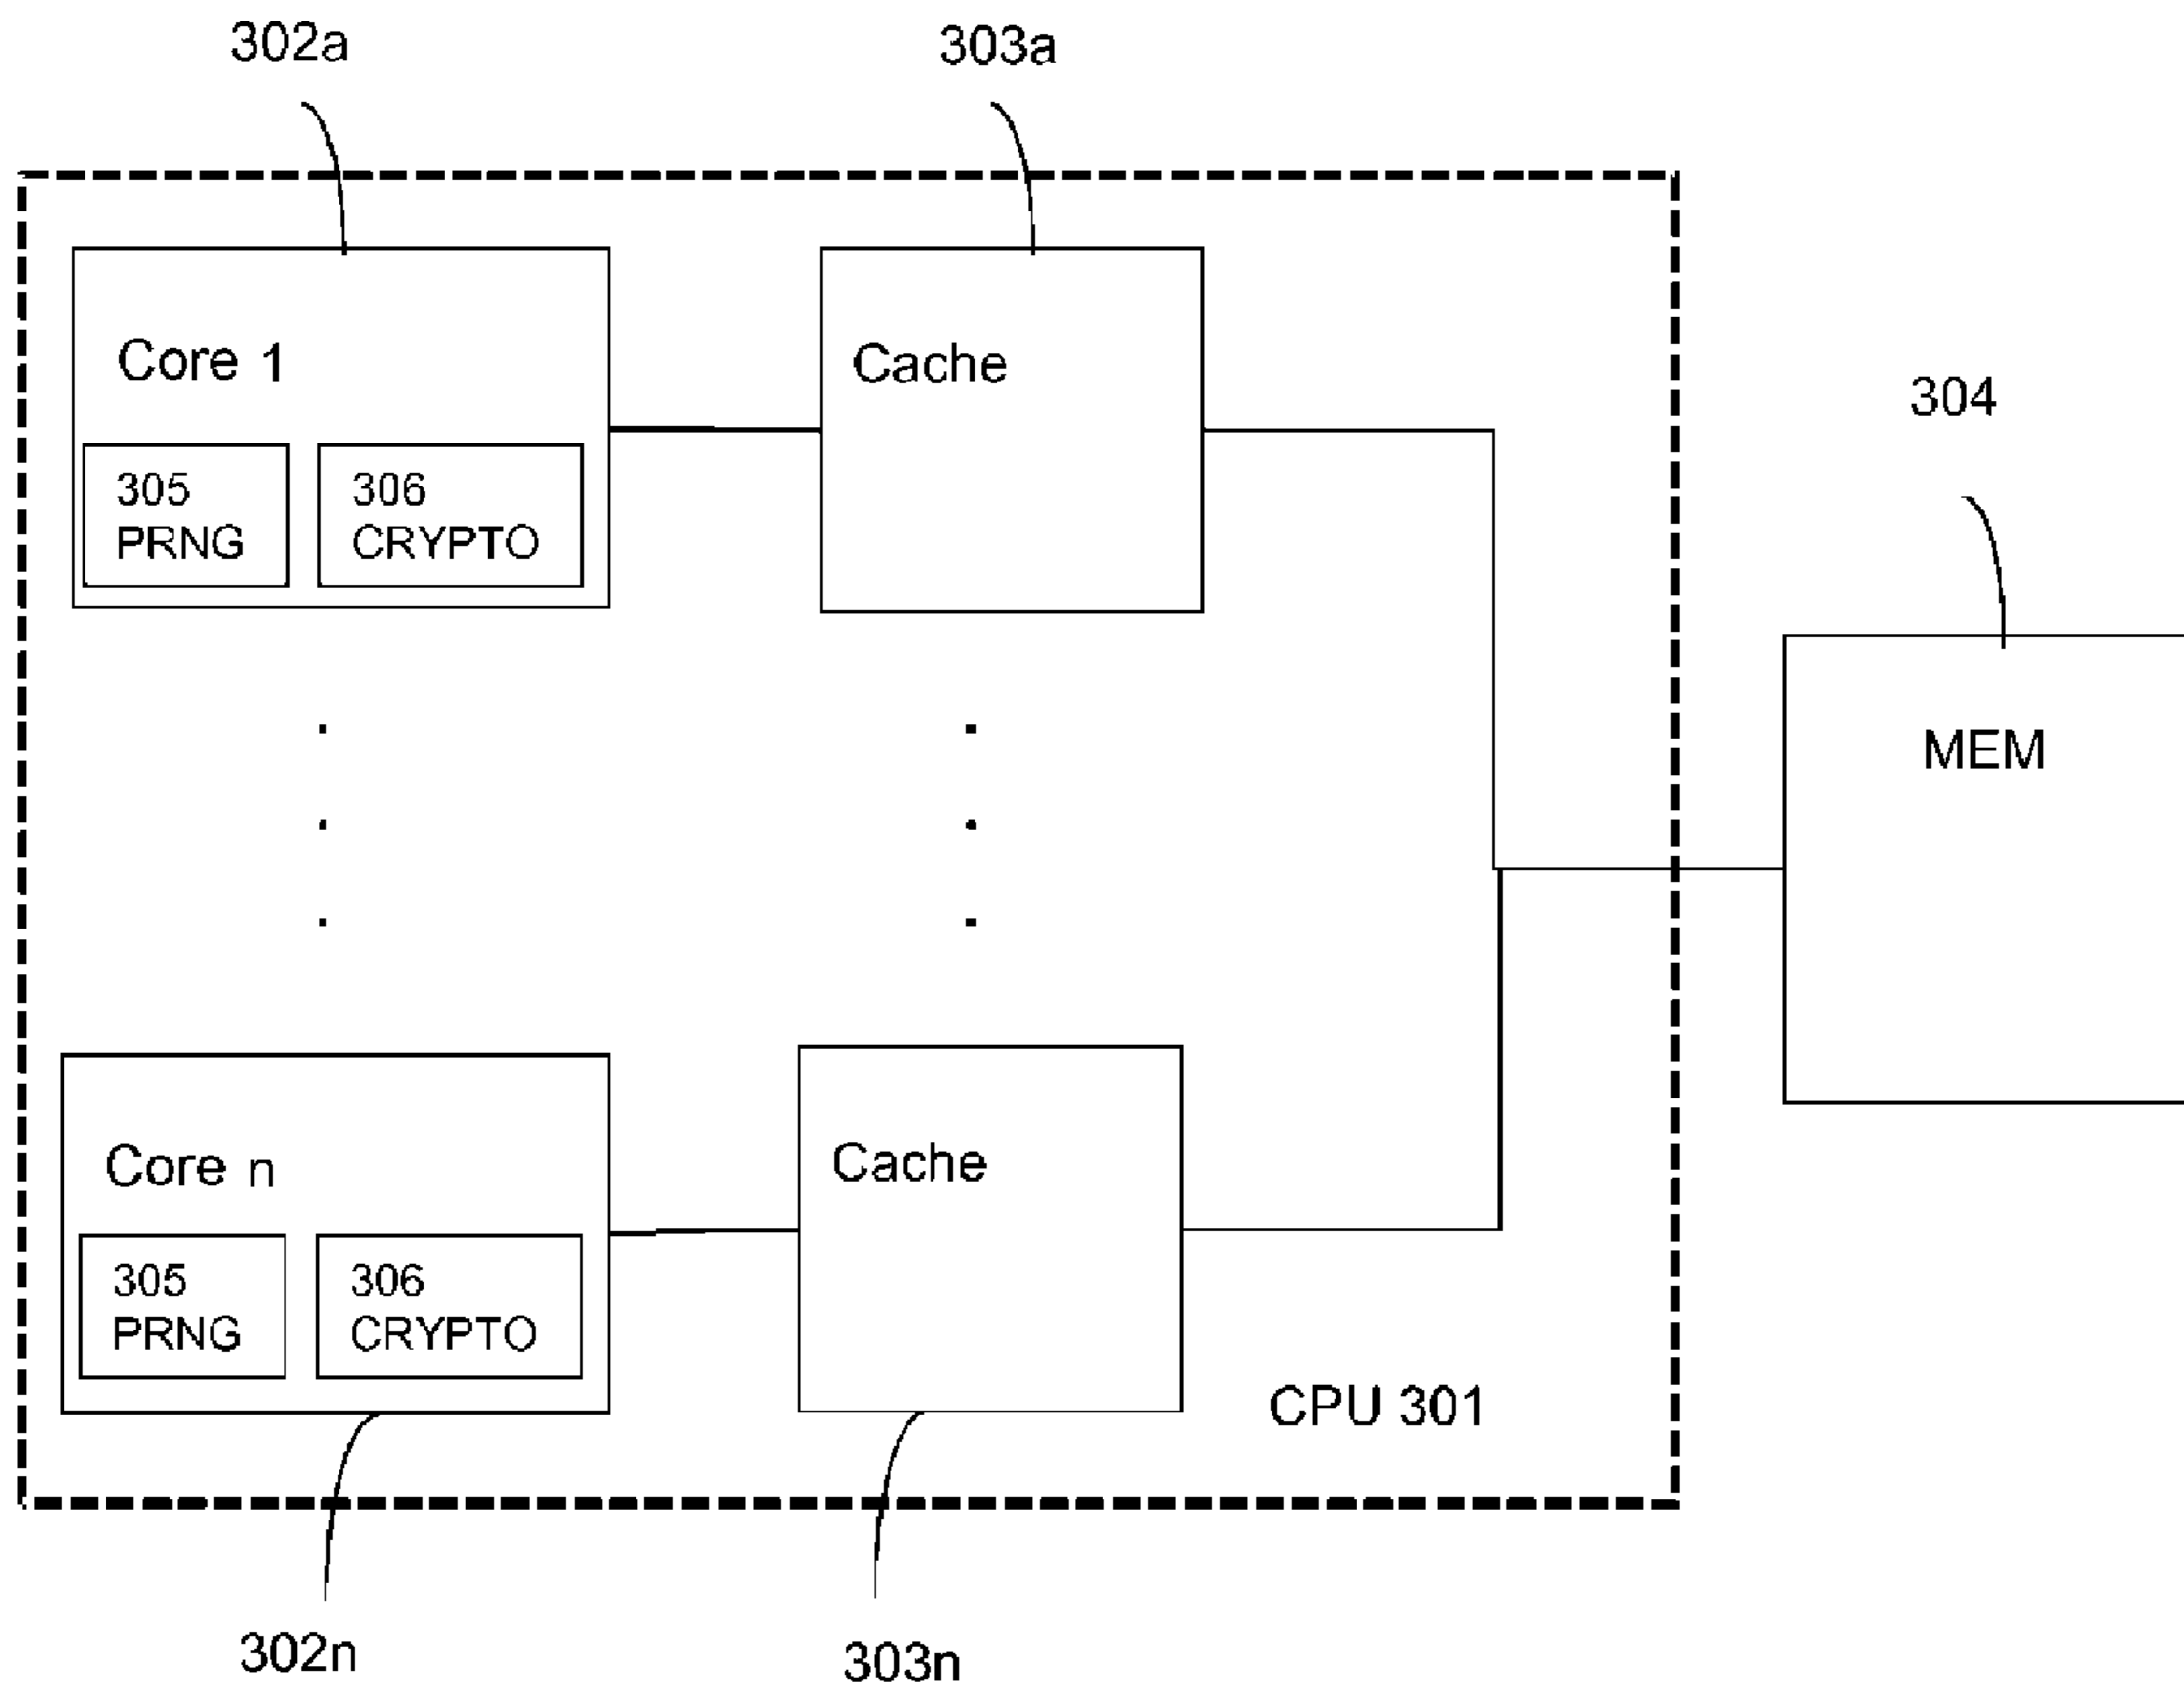 302a
303a
Core 1
Cache
304
305
PRNG
306
CRYPTO
MEM
Core n
Cache
305
PRNG
306
CRYPTO
CPU 301
302n
303n